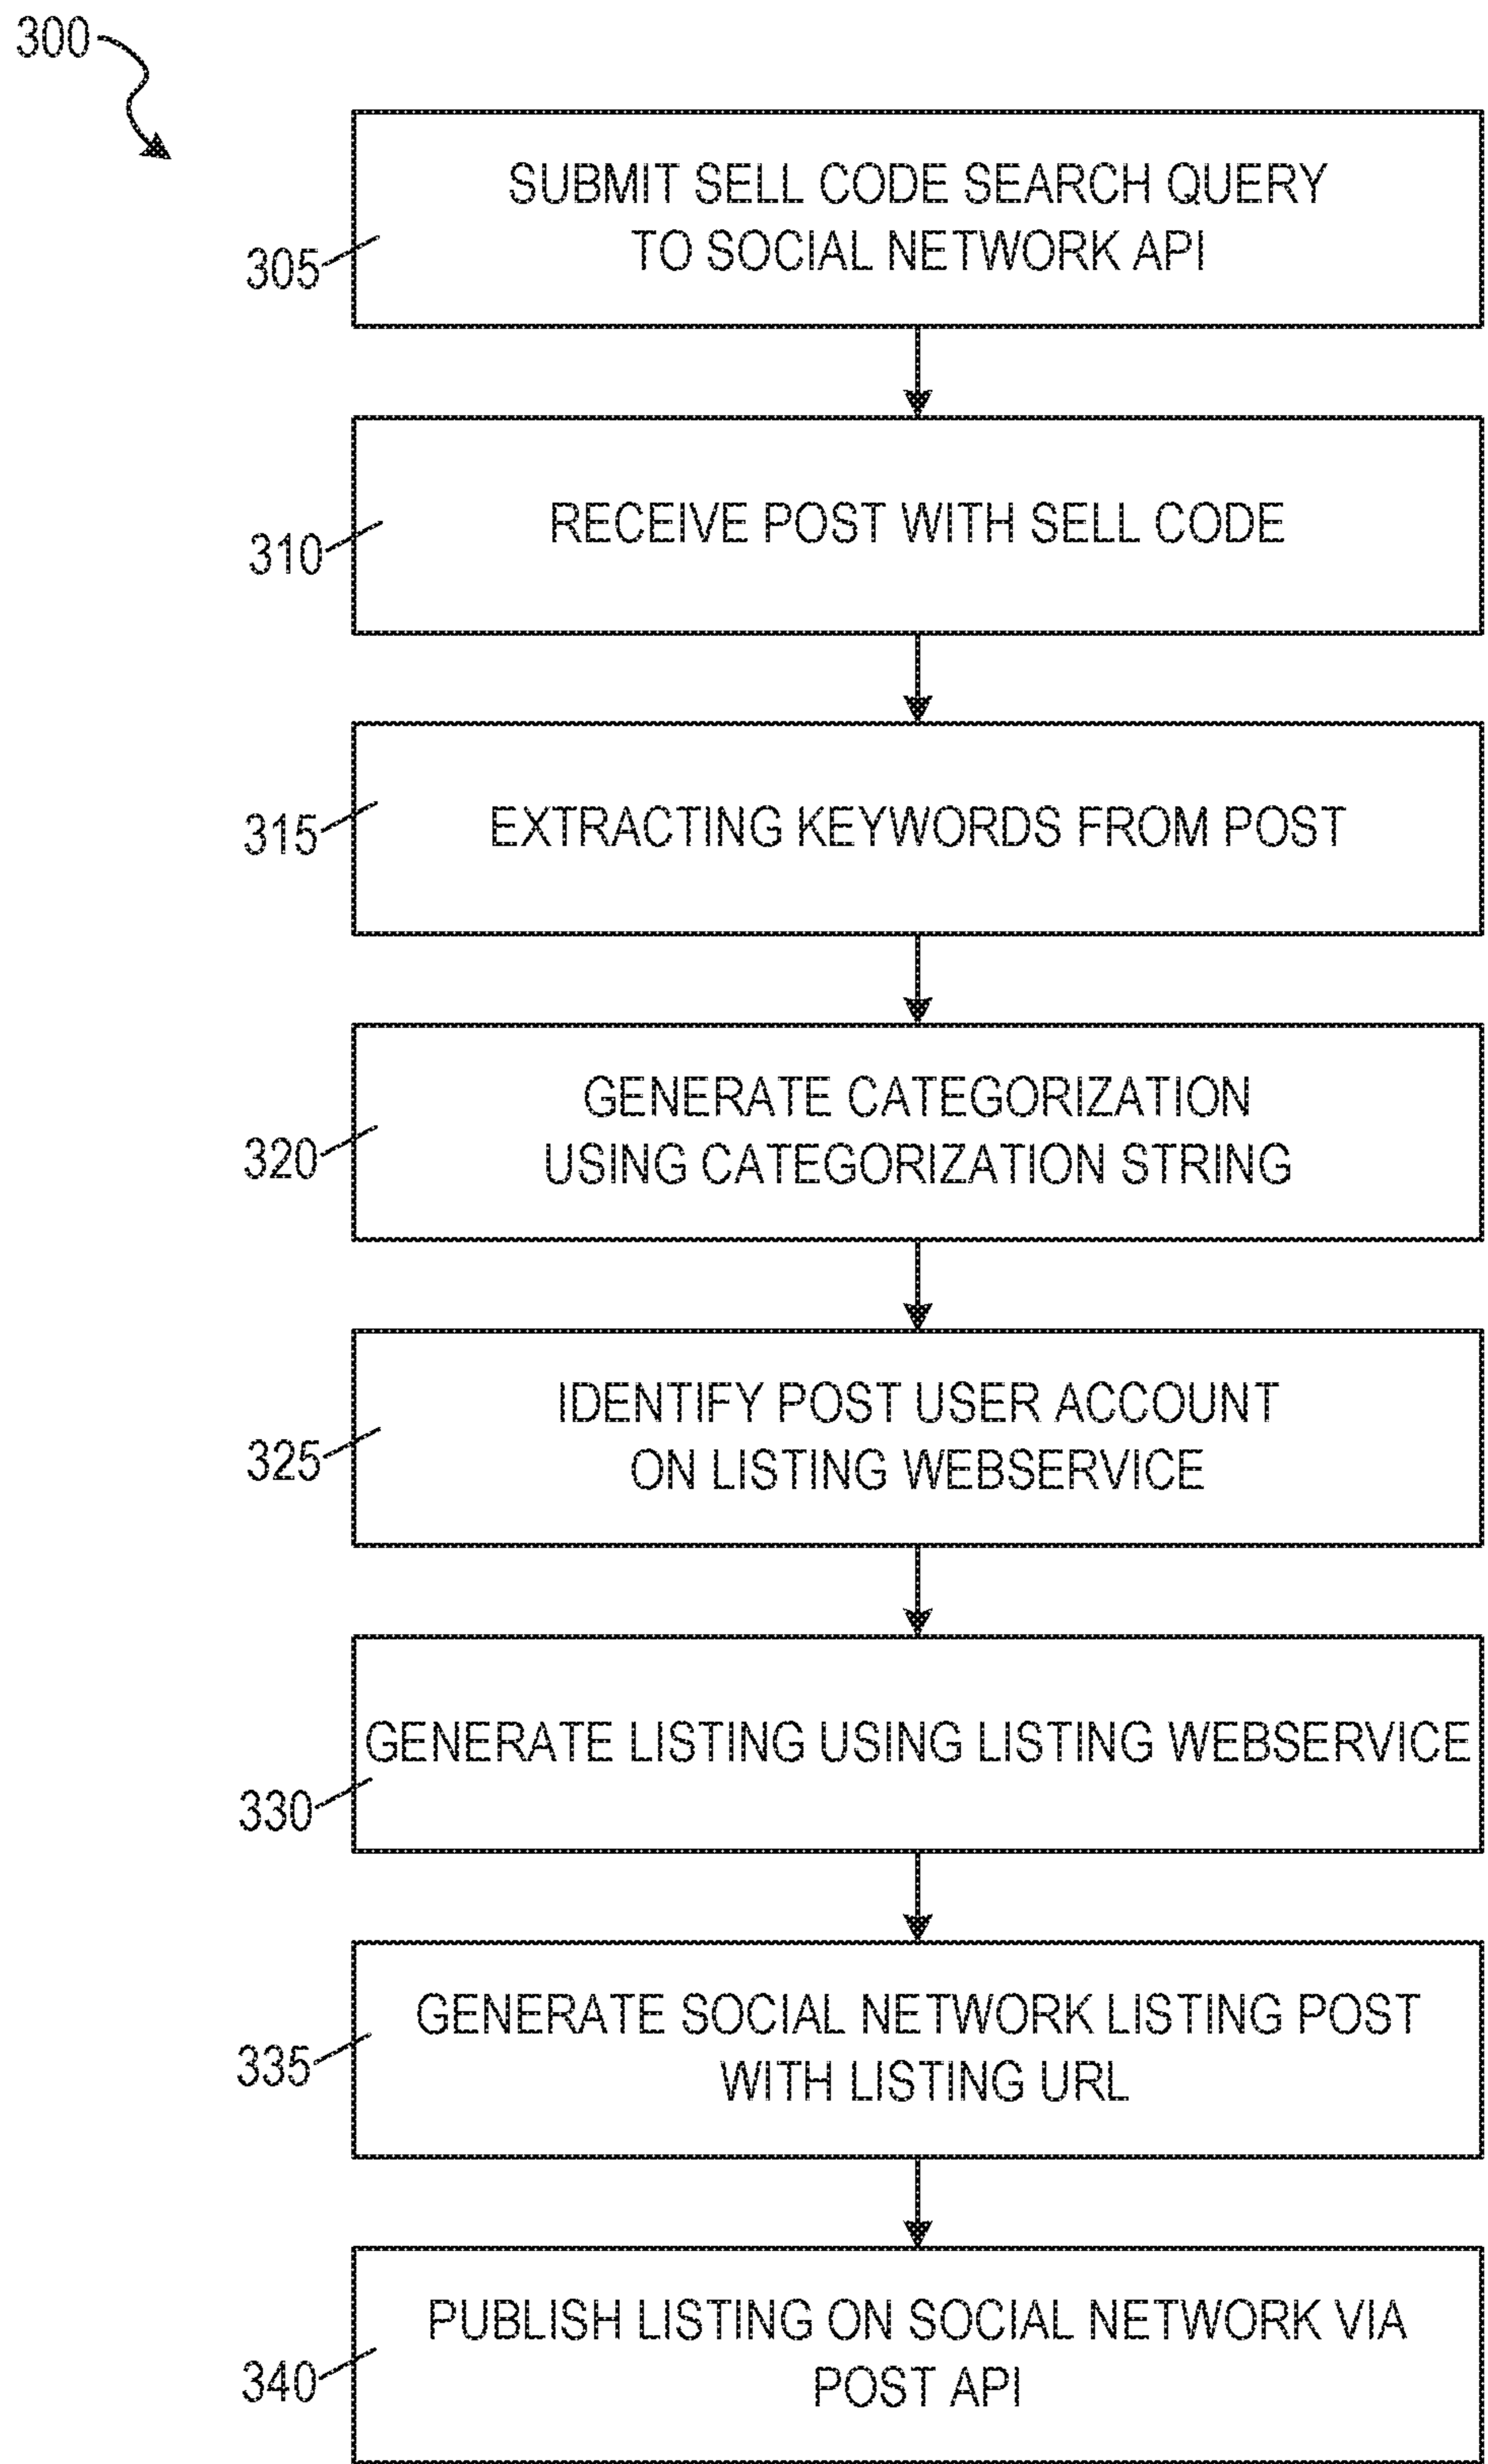 300
SUBMIT SELL CODE SEARCH QUERY
TO SOCIAL NETWORK API
305
RECEIVE POST WITH SELL CODE
310
EXTRACTING KEYWORDS FROM POST
315
GENERATE CATEGORIZATION
USING CATEGORIZATION STRING
320
IDENTIFY POST USER ACCOUNT
ON LISTING WEBSERVICE
325
GENERATE LISTING USING LISTING WEBSERVICE
330
GENERATE SOCIAL NETWORK LISTING POST
WITH LISTING URL
335
PUBLISH LISTING ON SOCIAL NETWORK VIA
POST API
340